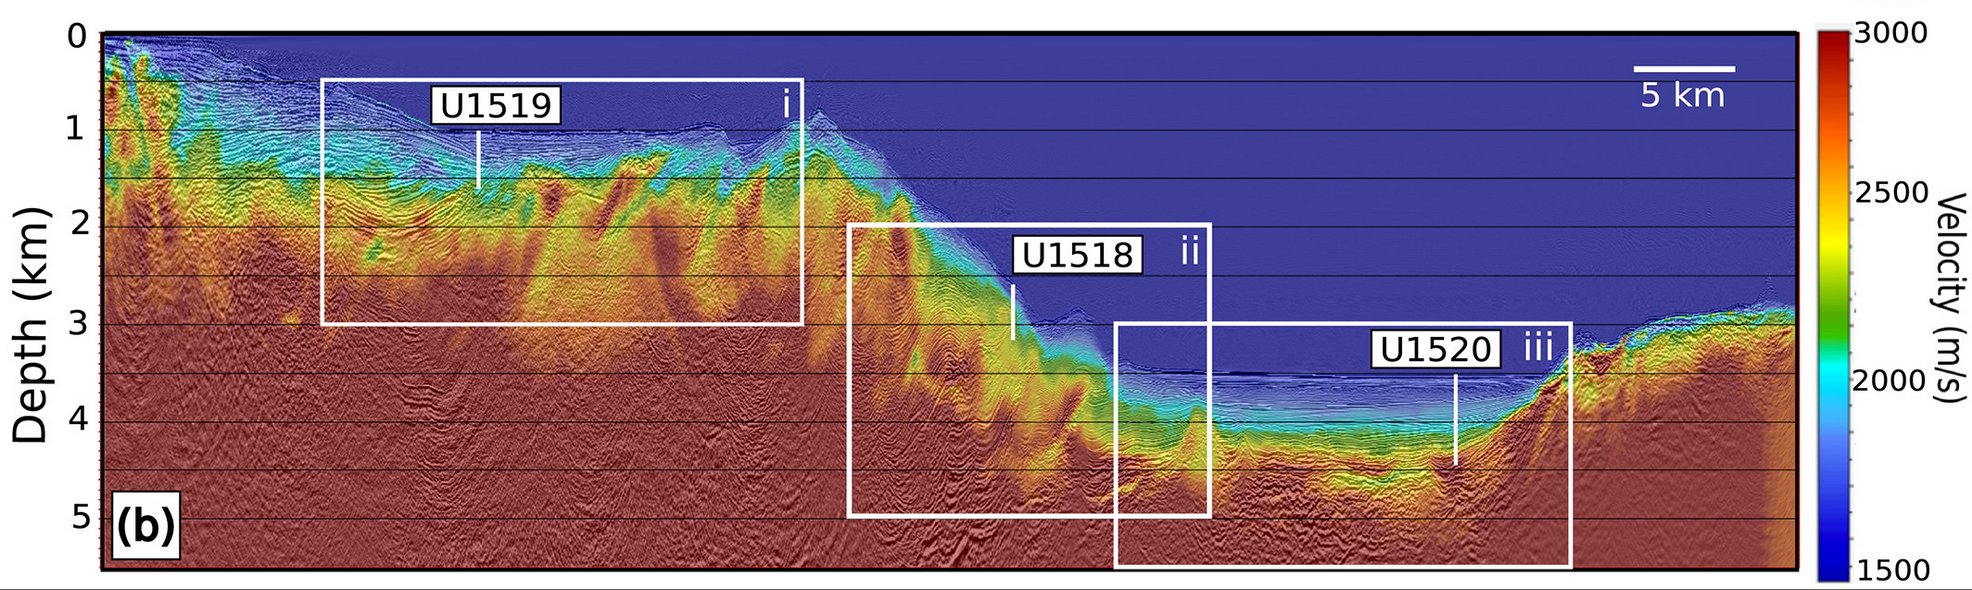 0
1
2
3
4
5
Depth (km)
(b)
U1519
i
U1518
ii
U1520
iii
5 km
3000
2500
2000
1500
Velocity (m/s)